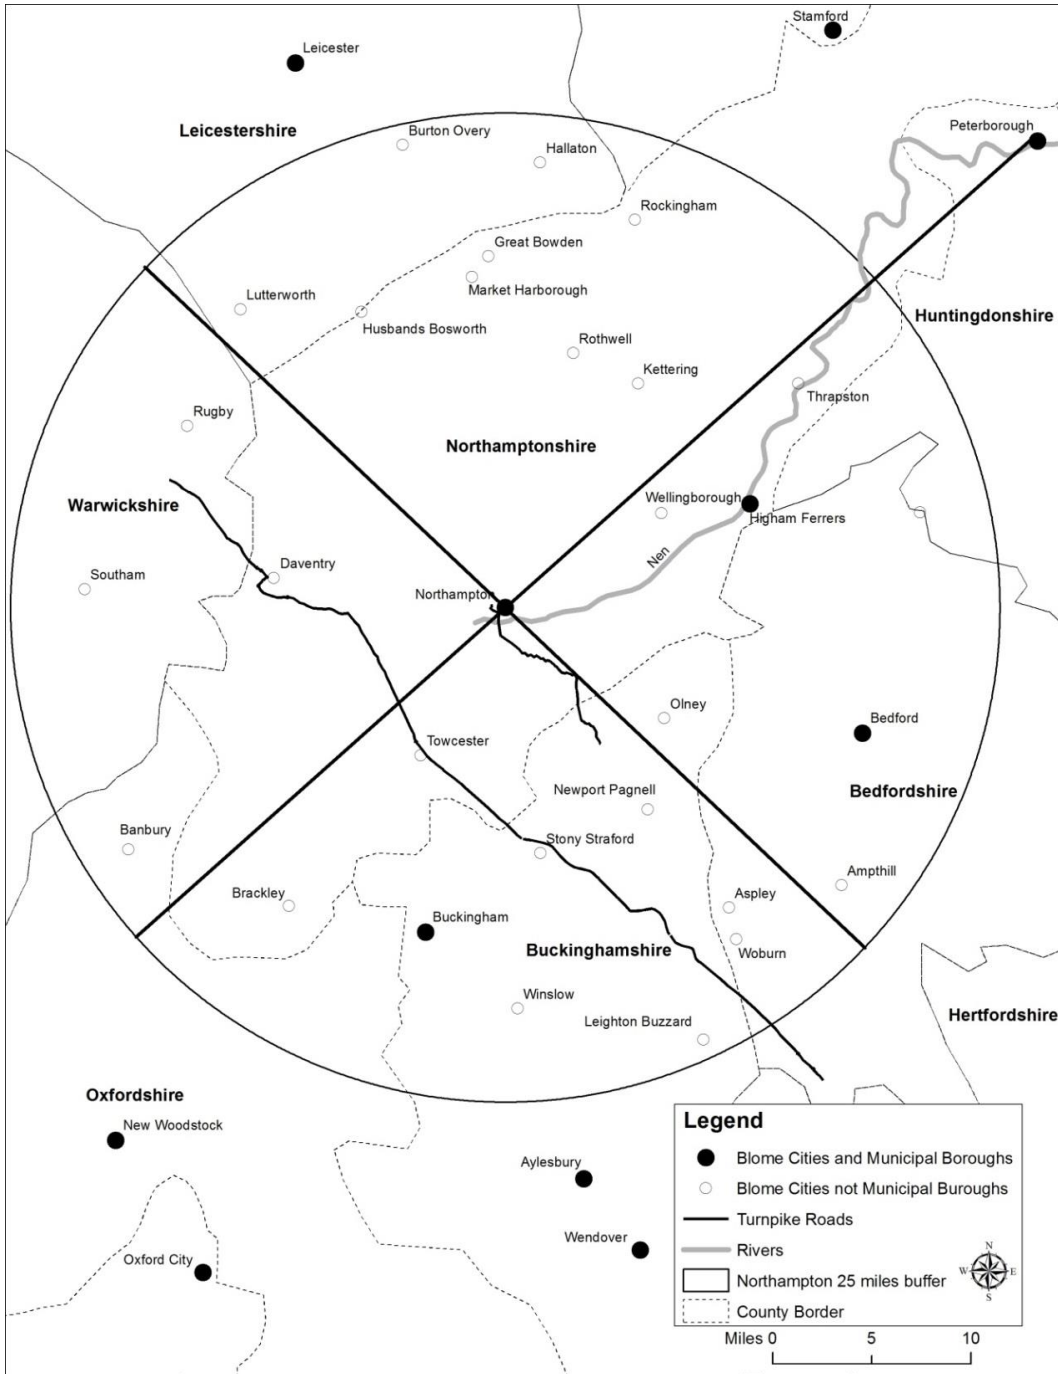 Stamford
Leicester
Leicestershire
Peterborough
Burton Overy
Hallaton
Rockingham
Great Bowden
Market Harborough
Lutterworth
Husbands Bosworth
Huntingdonshire
Rothwell
Kettering
Thrapston
Rugby
Northamptonshire
Warwickshire
Wellingborough
Higham Ferrers
Nen
Daventry
Southam
Northampton
Olney
Bedford
Towcester
Newport Pagnell
Bedfordshire
Banbury
Stony Straford
Ampthill
Brackley
Aspley
Buckingham
Buckinghamshire
Woburn
Winslow
Leighton Buzzard
Hertfordshire
Oxfordshire
New Woodstock
Aylesbury
Wendover
Oxford City
Legend
Blome Cities and Municipal Boroughs
Blome Cities not Municipal Buroughs
Turnpike Roads
Rivers
Northampton 25 miles buffer
County Border
N
W E
S
Miles 0 5 10